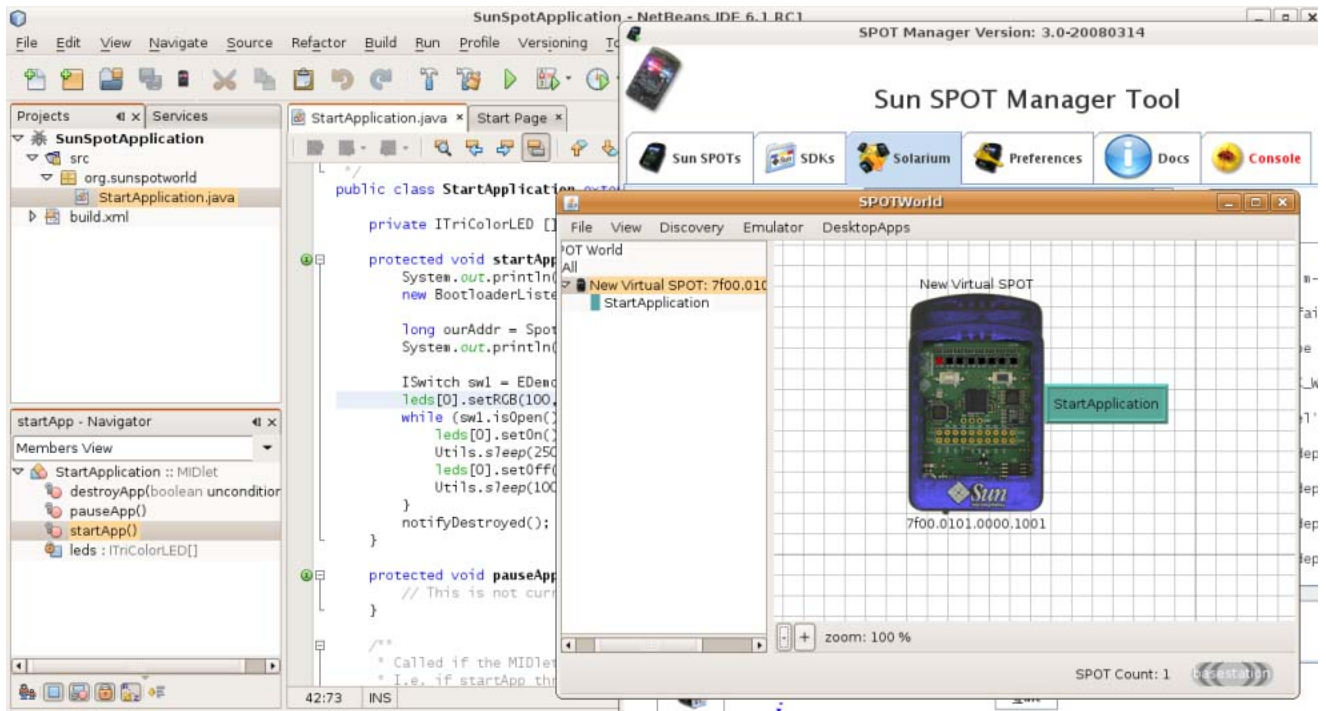 SunSpotApplication - NetBeans IDE 6.1 RC1
File Edit View Navigate Source Refactor Build Run Profile Versioning
Projects
Services
SunSpotApplication
src
org.sunspotworld
StartApplication.java
build.xml
startApp - Navigator
Members View
StartApplication :: MIDlet
destroyApp(boolean uncondition
pauseApp()
startApp()
leds : ITriColorLED[]
StartApplication.java
Start Page
*/
public class StartApplication exte
private ITriColorLED []
protected void startApp
System.out.println(
new BootloaderListe
long ourAddr = Spot
System.out.println(
ISwitch sw1 = EDemo
leds[0].setRGB(100,
while (sw1.isOpen()
leds[0].setOn()
Utils.sleep(250
leds[0].setOff(
Utils.sleep(100
}
notifyDestroyed();
}
protected void pauseApp
// This is not curr
}
/**
* Called if the MIDlet
* I.e. if startApp thr
42:73 INS
SPOT Manager Version: 3.0-20080314
Sun SPOT Manager Tool
Sun SPOTs
SDKs
Solarium
Preferences
Docs
Console
SPOTWorld
File View Discovery Emulator DesktopApps
POT World
All
New Virtual SPOT: 7f00.010
StartApplication
New Virtual SPOT
StartApplication
Sun
7f00.0101.0000.1001
- + zoom: 100 %
SPOT Count: 1
basestation